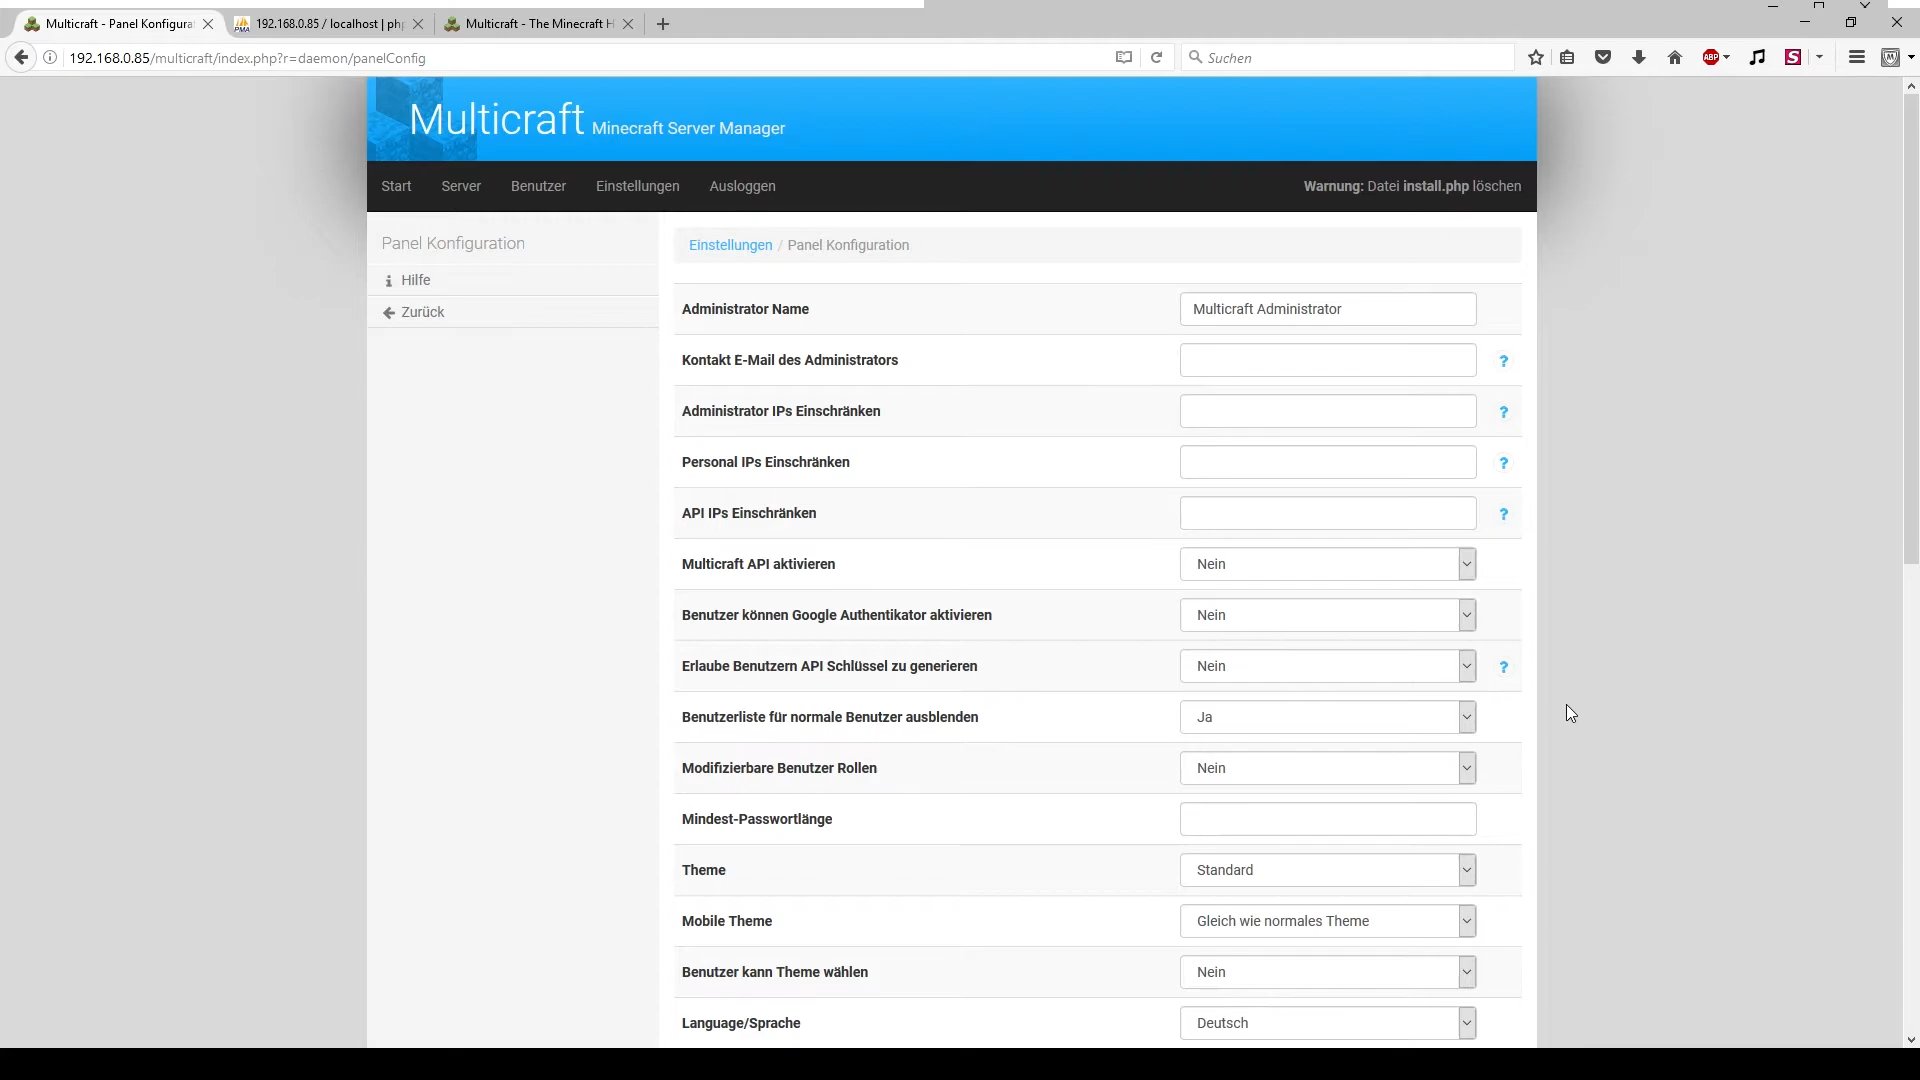 Multicraft - Panel Konfigurat
192.168.0.85 / localhost | ph
Multicraft - The Minecraft H
192.168.0.85/multicraft/index.php?r=daemon/panelConfig
Suchen
ABP
Multicraft Minecraft Server Manager
Start
Server
Benutzer
Einstellungen
Ausloggen
Warnung: Datei install.php löschen
Panel Konfiguration
Hilfe
Zurück
Einstellungen / Panel Konfiguration
Administrator Name
Multicraft Administrator
Kontakt E-Mail des Administrators
?
Administrator IPs Einschränken
?
Personal IPs Einschränken
?
API IPs Einschränken
?
Multicraft API aktivieren
Nein
Benutzer können Google Authentikator aktivieren
Nein
Erlaube Benutzern API Schlüssel zu generieren
Nein
?
Benutzerliste für normale Benutzer ausblenden
Ja
Modifizierbare Benutzer Rollen
Nein
Mindest-Passwortlänge
Theme
Standard
Mobile Theme
Gleich wie normales Theme
Benutzer kann Theme wählen
Nein
Language/Sprache
Deutsch